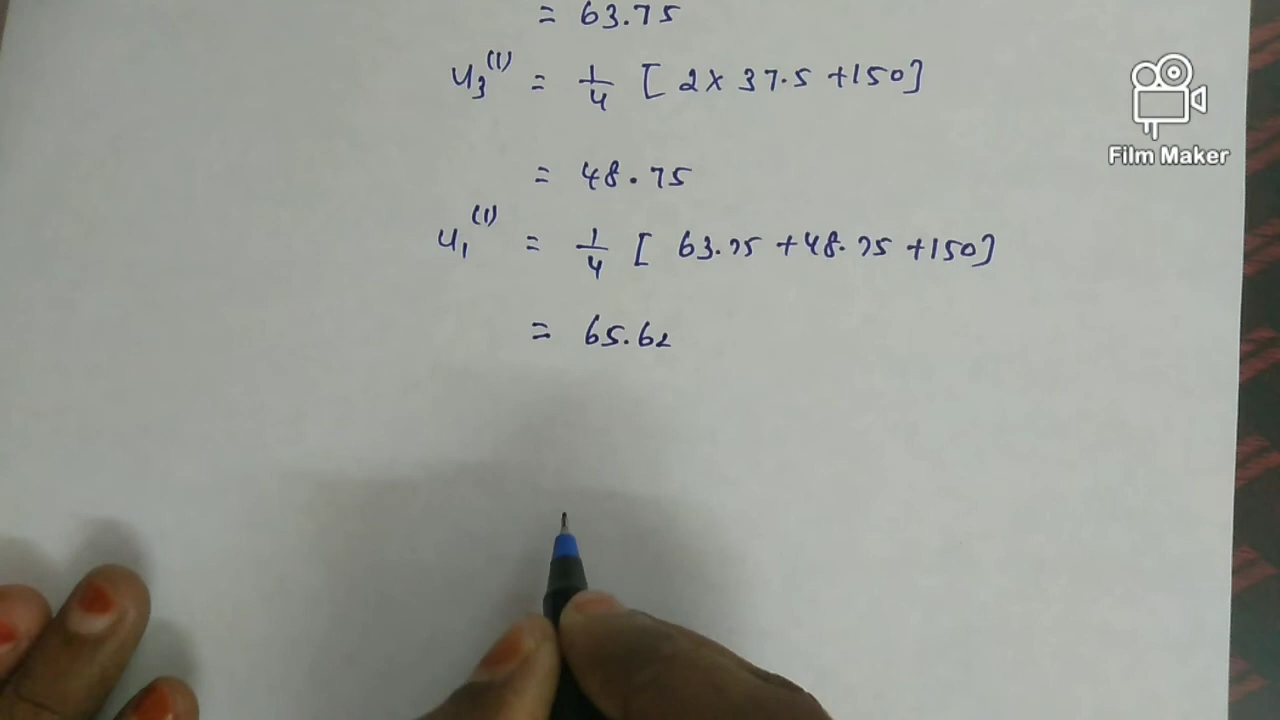 = 63.75
u₃⁽¹⁾ = 1/4 [ 2 x 37.5 +150]
= 48.75
u₁⁽¹⁾ = 1/4 [ 63.75 +48.75 +150]
= 65.62
Film Maker